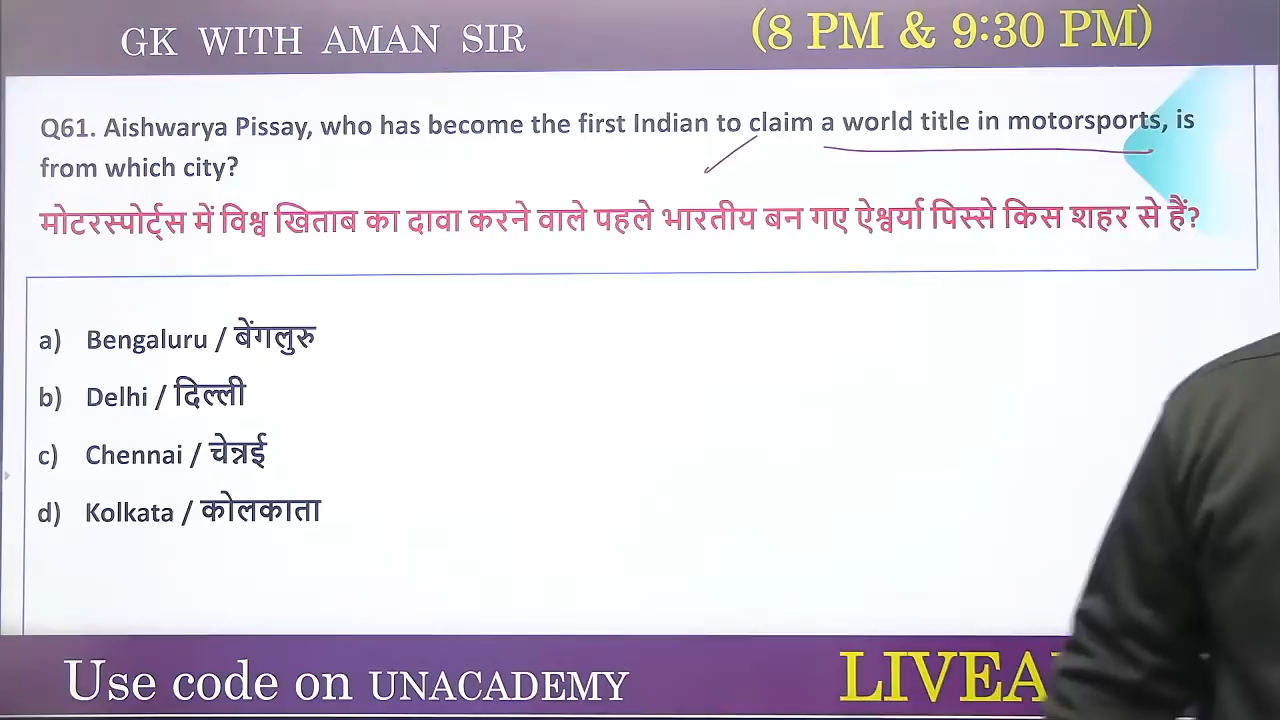 GK WITH AMAN SIR
(8 PM & 9:30 PM)
Q61. Aishwarya Pissay, who has become the first Indian to claim a world title in motorsports, is
from which city?
मोटरस्पोर्ट्स में विश्व खिताब का दावा करने वाले पहले भारतीय बन गए ऐश्वर्या पिस्से किस शहर से हैं?
a) Bengaluru / बेंगलुरु
b) Delhi / दिल्ली
c) Chennai / चेन्नई
d) Kolkata / कोलकाता
Use code on UNACADEMY